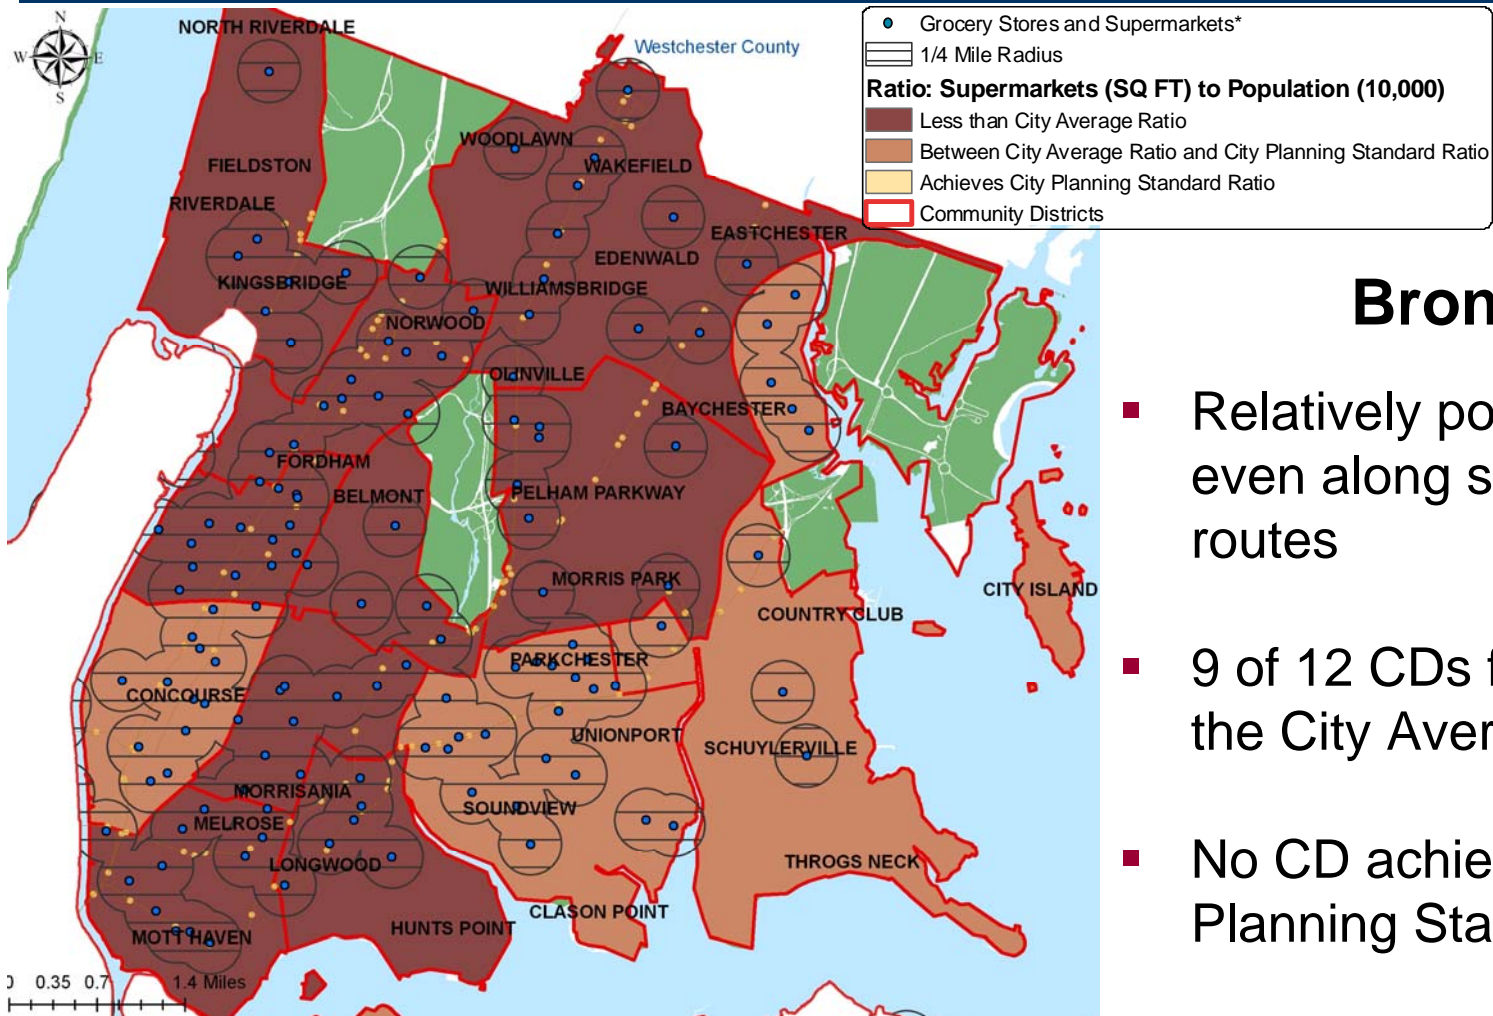 Grocery Stores and Supermarkets*
1/4 Mile Radius
Ratio: Supermarkets (SQ FT) to Population (10,000)
Less than City Average Ratio
Between City Average Ratio and City Planning Standard Ratio
Achieves City Planning Standard Ratio
Community Districts
N
W E
S
NORTH RIVERDALE
Westchester County
WOODLAWN
WAKEFIELD
FIELDSTON
RIVERDALE
EASTCHESTER
EDENWALD
KINGSBRIDGE
WILLIAMSBRIDGE
NORWOOD
OLINVILLE
BAYCHESTER
FORDHAM
BELMONT
PELHAM PARKWAY
MORRIS PARK
CITY ISLAND
COUNTRY CLUB
PARKCHESTER
CONCOURSE
UNIONPORT
SCHUYLERVILLE
MORRISANIA
SOUNDVIEW
MELROSE
LONGWOOD
THROGS NECK
CLASON POINT
HUNTS POINT
MOTT HAVEN
0 0.35 0.7 1.4 Miles
Bron
Relatively po
even along s
routes
9 of 12 CDs f
the City Aver
No CD achie
Planning Sta